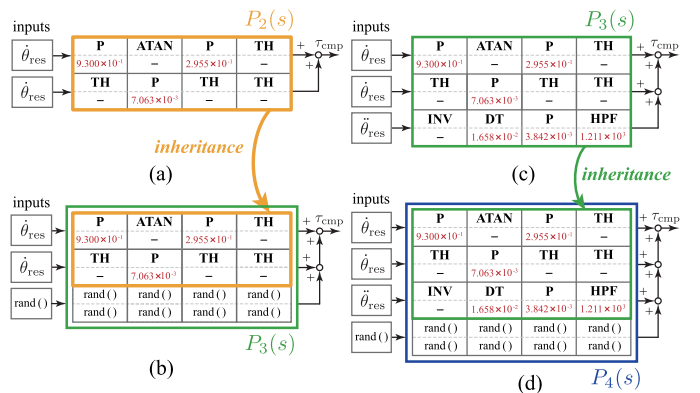 inputs
P₂(s)
P ATAN P TH
θ̇res
9.300×10⁻¹ – 2.955×10⁻¹ –
+ τcmp
TH P TH TH
θ̇res
– 7.063×10⁻³ – –
+
inheritance
(a)
inputs
P ATAN P TH
θ̇res
9.300×10⁻¹ – 2.955×10⁻¹ –
+ τcmp
TH P TH TH
θ̇res
– 7.063×10⁻³ – –
+
+
rand ( ) rand ( ) rand ( ) rand ( )
rand ( )
rand ( ) rand ( ) rand ( ) rand ( )
P₃(s)
(b)
inputs
P₃(s)
P ATAN P TH
θ̇res
9.300×10⁻¹ – 2.955×10⁻¹ –
+ τcmp
+
TH P TH TH
θ̇res
– 7.063×10⁻³ – –
+
+
INV DT P HPF
θ̈res
– 1.658×10⁻² 3.842×10⁻³ 1.211×10³
(c)
inheritance
inputs
P ATAN P TH
θ̇res
9.300×10⁻¹ – 2.955×10⁻¹ –
+ τcmp
+
TH P TH TH
θ̇res
– 7.063×10⁻³ – –
+
+
INV DT P HPF
θ̈res
– 1.658×10⁻² 3.842×10⁻³ 1.211×10³
+
+
rand ( ) rand ( ) rand ( ) rand ( )
rand ( )
rand ( ) rand ( ) rand ( ) rand ( )
(d)
P₄(s)